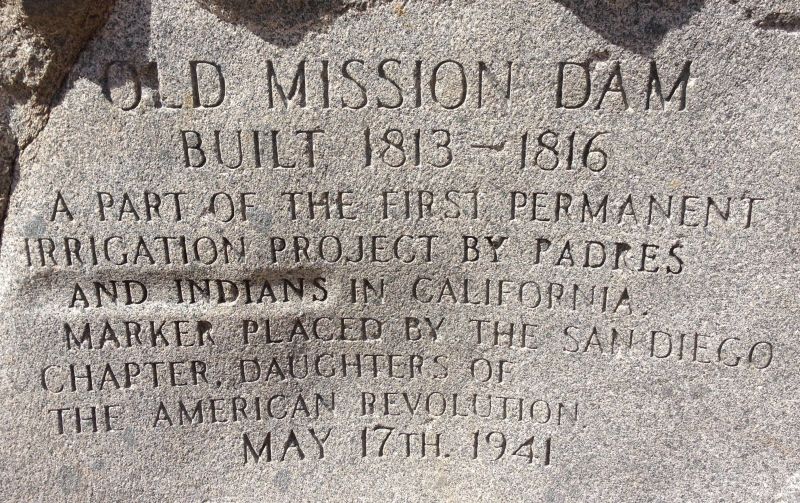 OLD MISSION DAM
BUILT 1813-1816
A PART OF THE FIRST PERMANENT
IRRIGATION PROJECT BY PADRES
AND INDIANS IN CALIFORNIA.
MARKER PLACED BY THE SAN DIEGO
CHAPTER, DAUGHTERS OF
THE AMERICAN REVOLUTION.
MAY 17TH. 1941